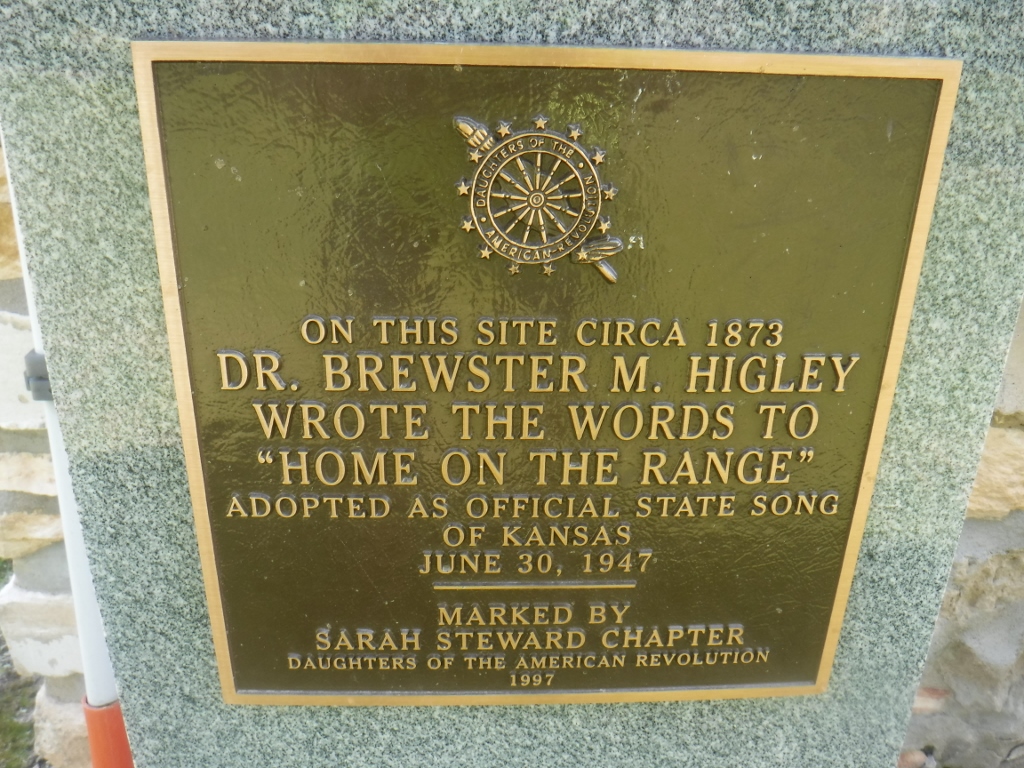 DAUGHTERS OF THE
AMERICAN REVOLUTION
ON THIS SITE CIRCA 1873
DR. BREWSTER M. HIGLEY
WROTE THE WORDS TO
“HOME ON THE RANGE”
ADOPTED AS OFFICIAL STATE SONG
OF KANSAS
JUNE 30, 1947
MARKED BY
SARAH STEWARD CHAPTER
DAUGHTERS OF THE AMERICAN REVOLUTION
1997